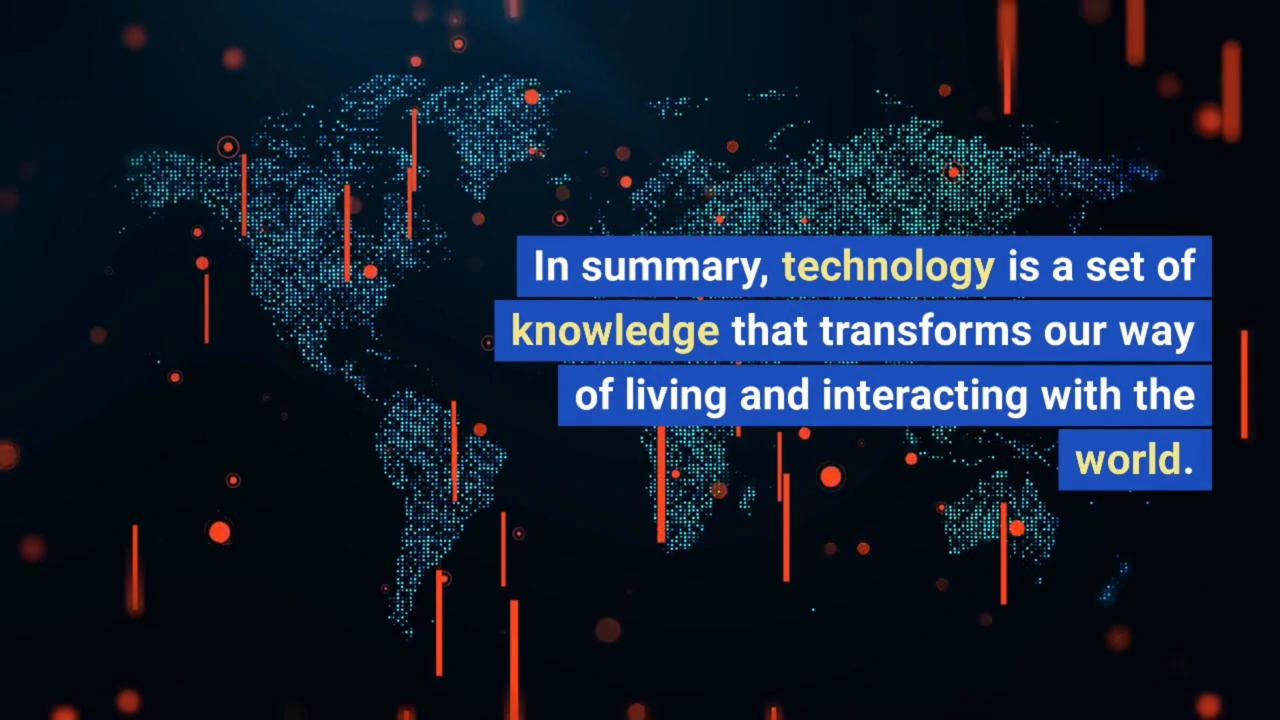 In summary, technology is a set of
knowledge that transforms our way
of living and interacting with the
world.